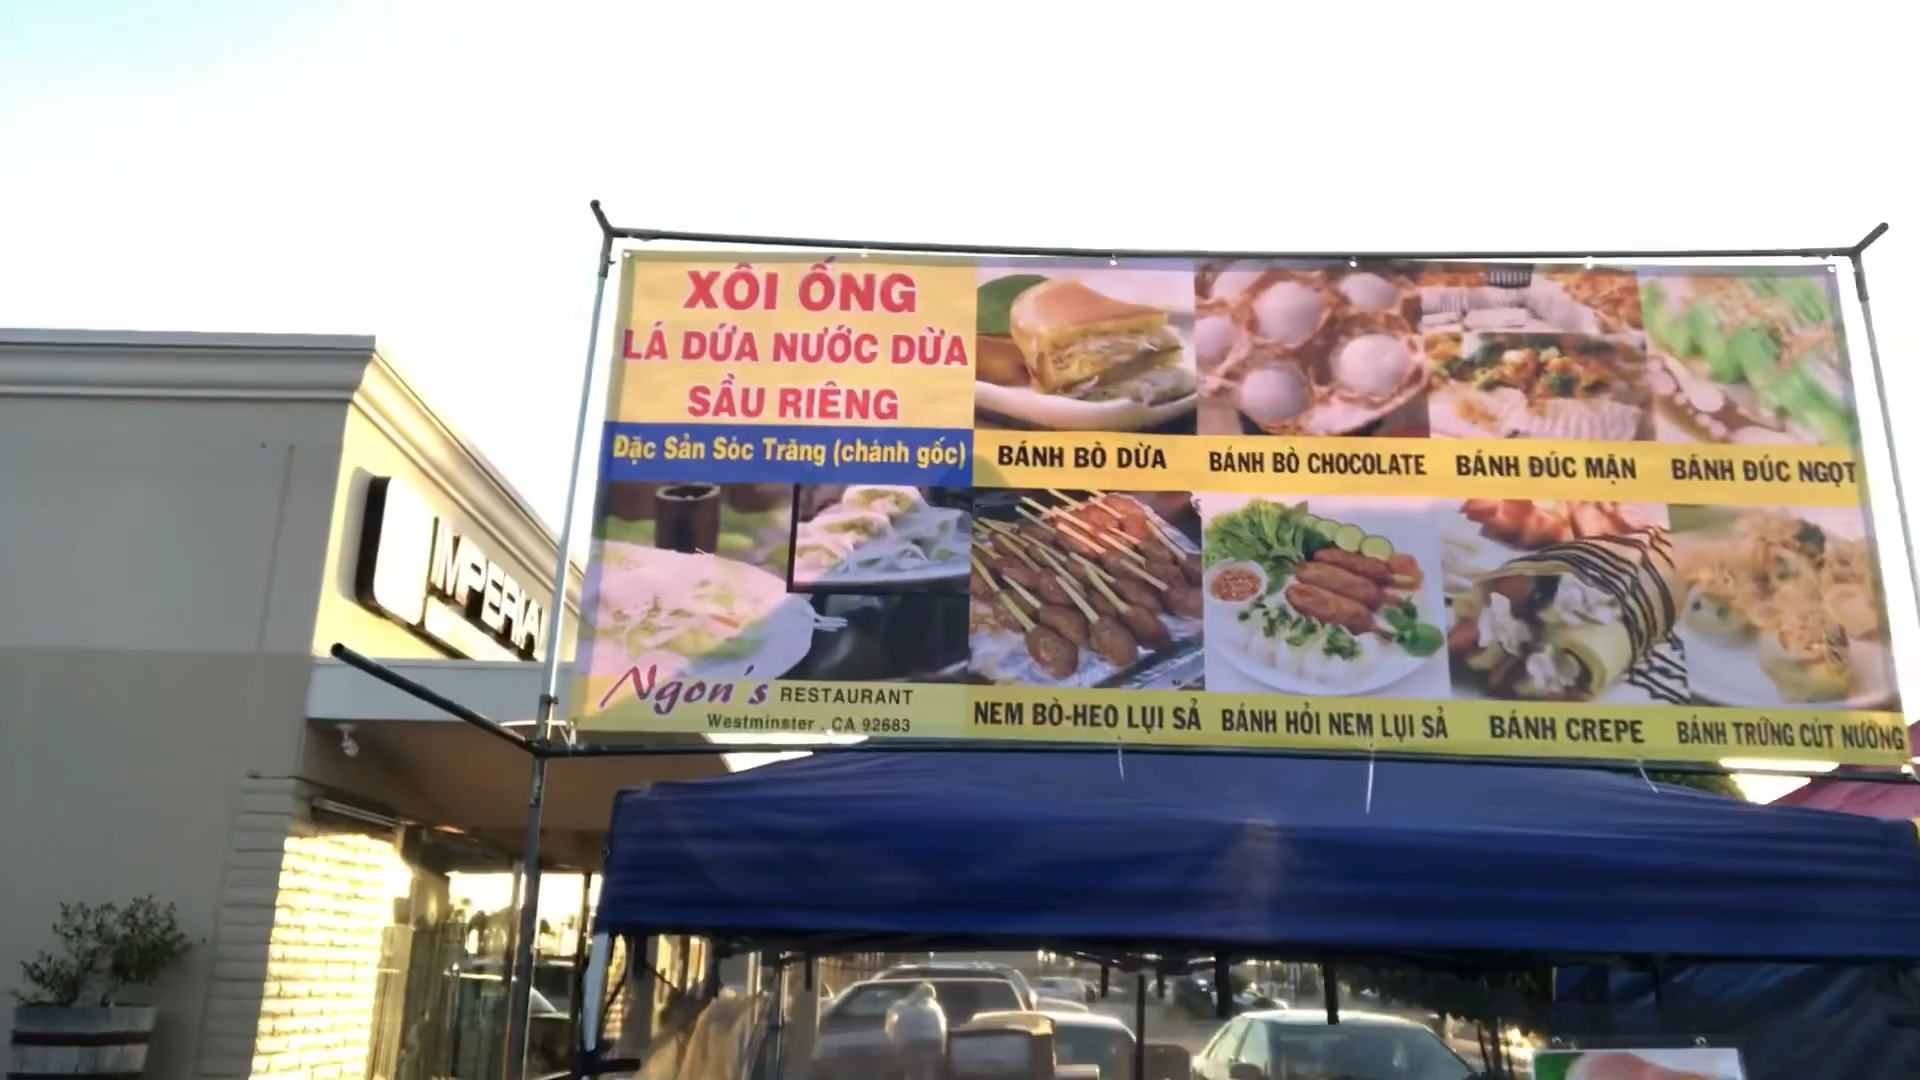 XÔI ỐNG
LÁ DỨA NƯỚC DỪA
SẦU RIÊNG
Đặc Sản Sóc Trăng (chánh gốc)
BÁNH BÒ DỪA
BÁNH BÒ CHOCOLATE
BÁNH ĐÚC MẶN
BÁNH ĐÚC NGỌT
Ngon's RESTAURANT
Westminster . CA 92683
NEM BÒ-HEO LỤI SẢ
BÁNH HỎI NEM LỤI SẢ
BÁNH CREPE
BÁNH TRỨNG CÚT NƯỚNG
IMPERIAL